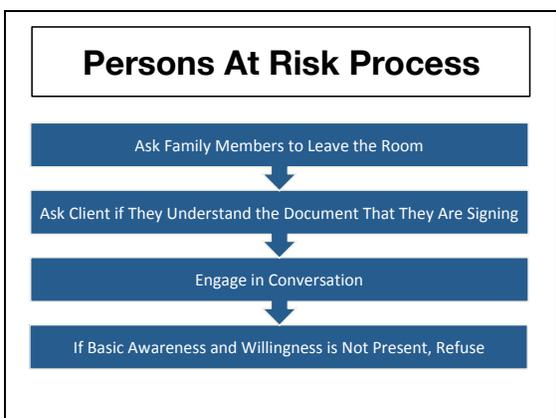 Persons At Risk Process
Ask Family Members to Leave the Room
Ask Client if They Understand the Document That They Are Signing
Engage in Conversation
If Basic Awareness and Willingness is Not Present, Refuse